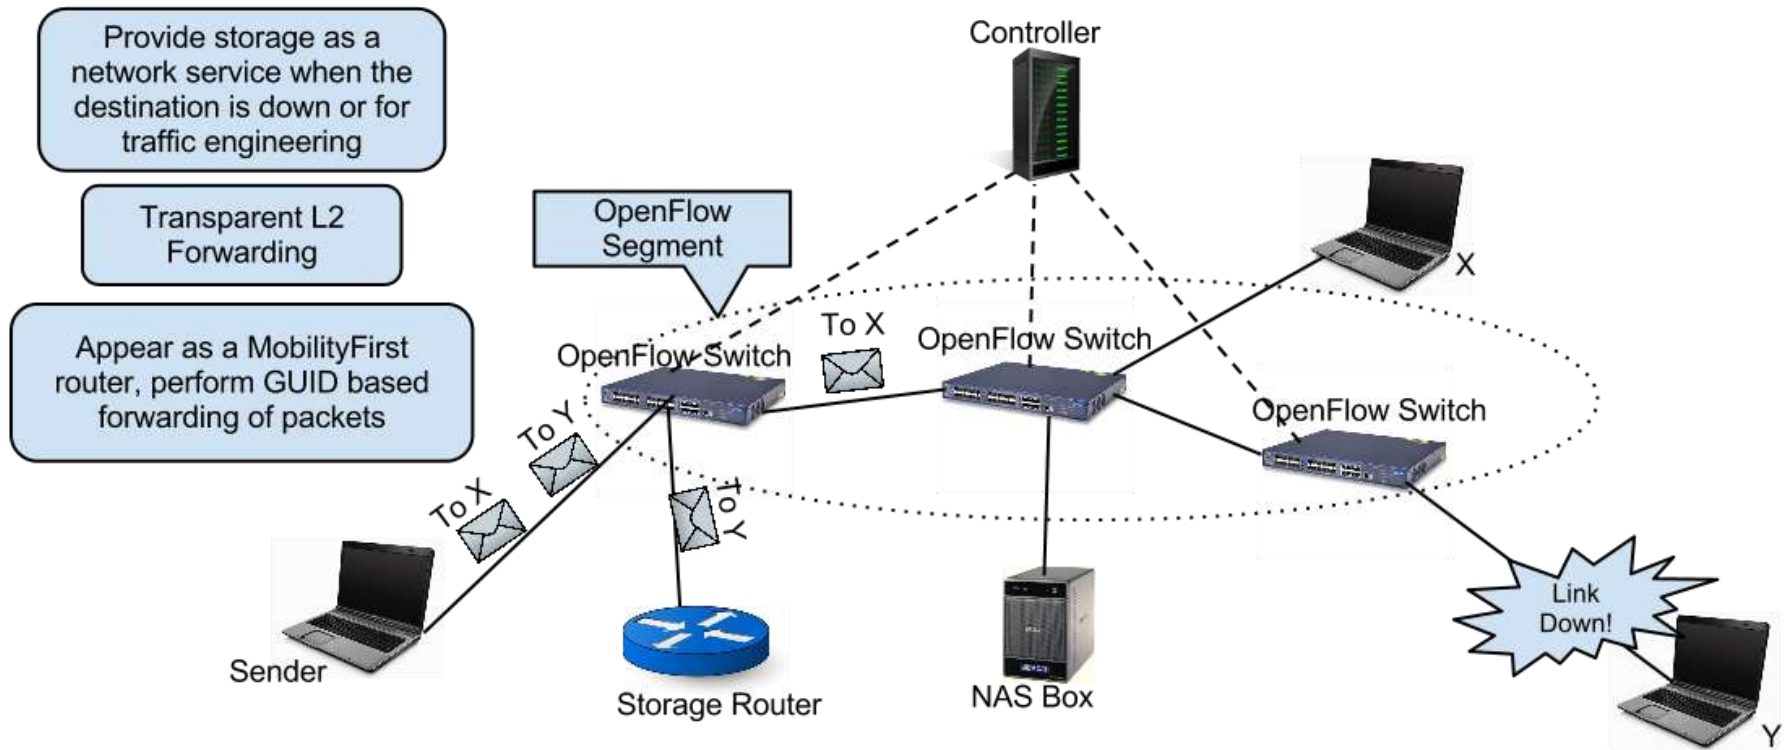 Provide storage as a
network service when the
destination is down or for
traffic engineering
Transparent L2
Forwarding
Appear as a MobilityFirst
router, perform GUID based
forwarding of packets
Controller
OpenFlow
Segment
X
To X
OpenFlow Switch
OpenFlow Switch
OpenFlow Switch
To Y
To X
To Y
Link
Down!
Sender
Storage Router
NAS Box
Y